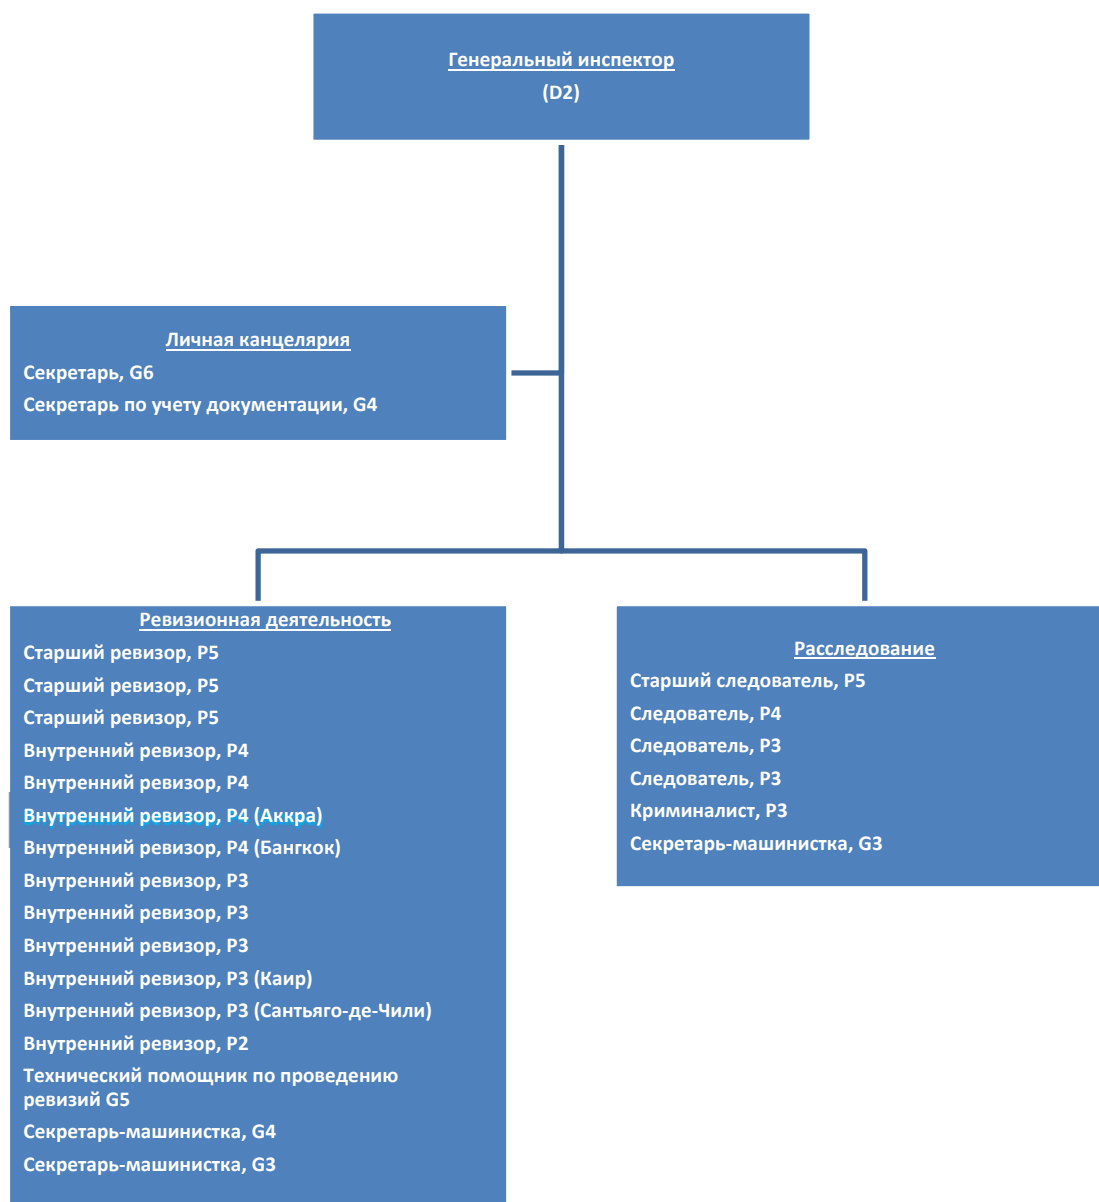 Генеральный инспектор
(D2)
Личная канцелярия
Секретарь, G6
Секретарь по учету документации, G4
Ревизионная деятельность
Старший ревизор, P5
Старший ревизор, P5
Старший ревизор, P5
Внутренний ревизор, P4
Внутренний ревизор, P4
Внутренний ревизор, P4 (Аккра)
Внутренний ревизор, P4 (Бангкок)
Внутренний ревизор, P3
Внутренний ревизор, P3
Внутренний ревизор, P3
Внутренний ревизор, P3 (Каир)
Внутренний ревизор, P3 (Сантьяго-де-Чили)
Внутренний ревизор, P2
Технический помощник по проведению
ревизий G5
Секретарь-машинистка, G4
Секретарь-машинистка, G3
Расследование
Старший следователь, P5
Следователь, P4
Следователь, P3
Следователь, P3
Криминалист, P3
Секретарь-машинистка, G3